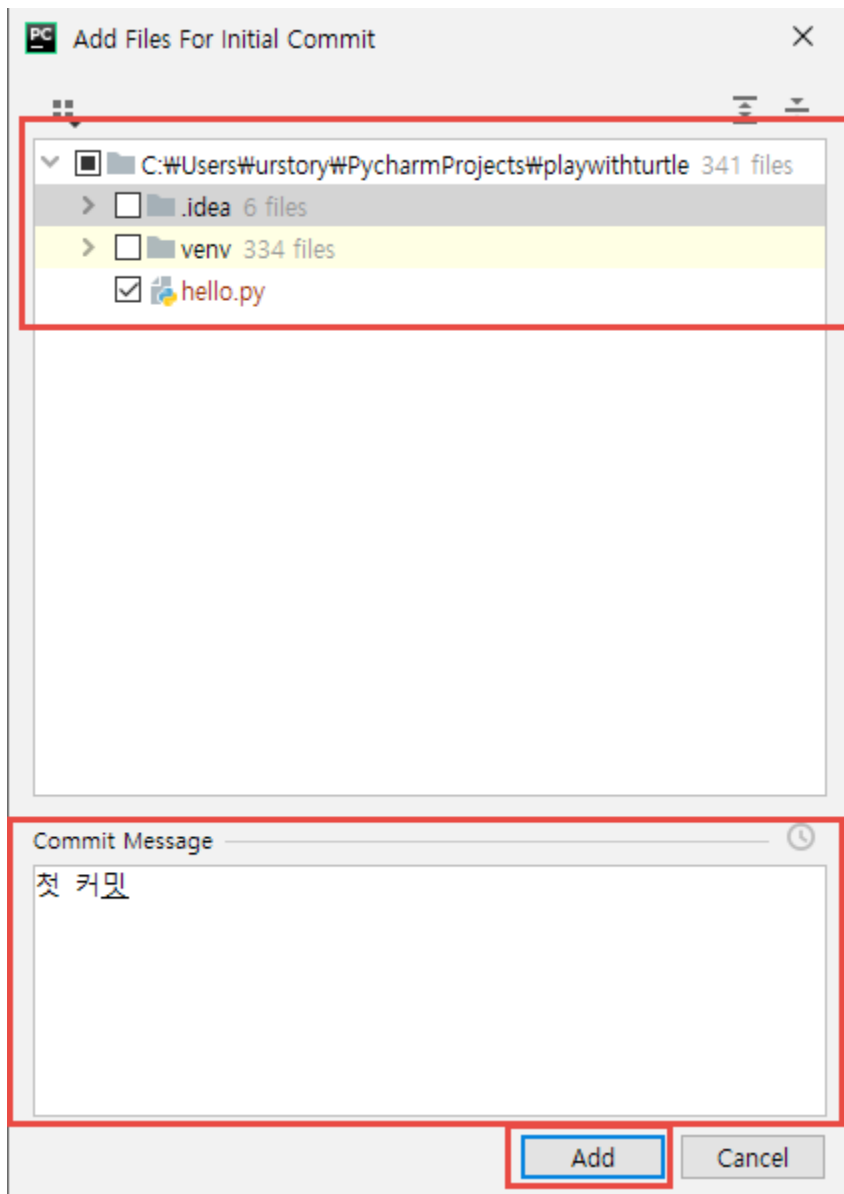 PC Add Files For Initial Commit
C:₩Users₩urstory₩PycharmProjects₩playwithturtle 341 files
.idea 6 files
venv 334 files
hello.py
Commit Message
첫 커밋
Add Cancel